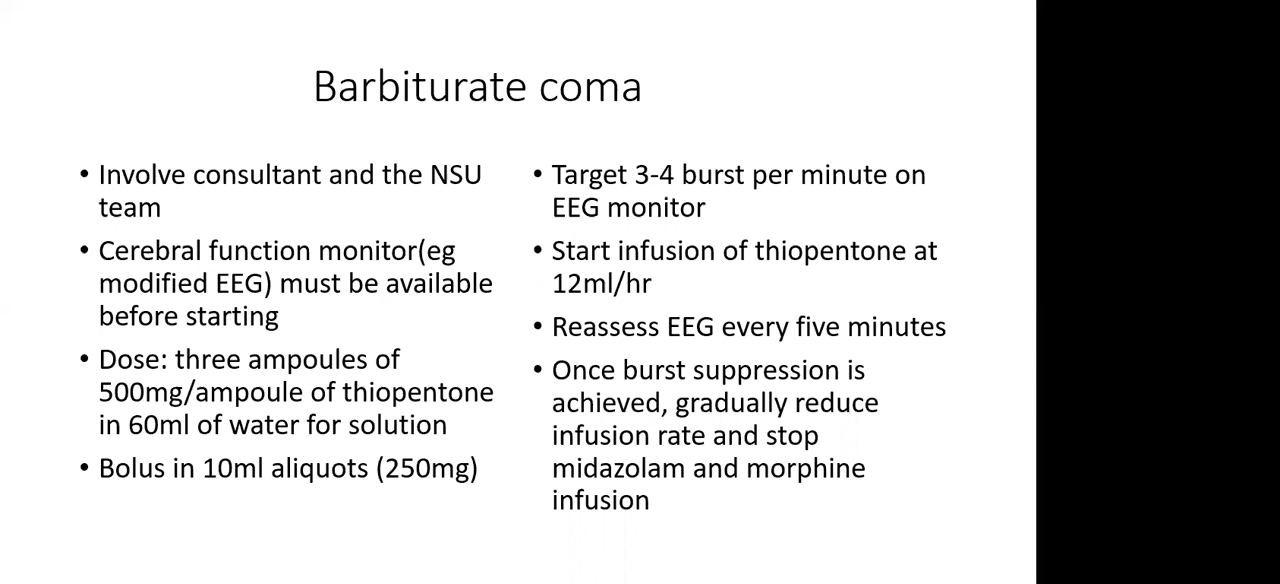 Barbiturate coma
• Involve consultant and the NSU
team
• Cerebral function monitor(eg
modified EEG) must be available
before starting
• Dose: three ampoules of
500mg/ampoule of thiopentone
in 60ml of water for solution
• Bolus in 10ml aliquots (250mg)
• Target 3-4 burst per minute on
EEG monitor
• Start infusion of thiopentone at
12ml/hr
• Reassess EEG every five minutes
• Once burst suppression is
achieved, gradually reduce
infusion rate and stop
midazolam and morphine
infusion